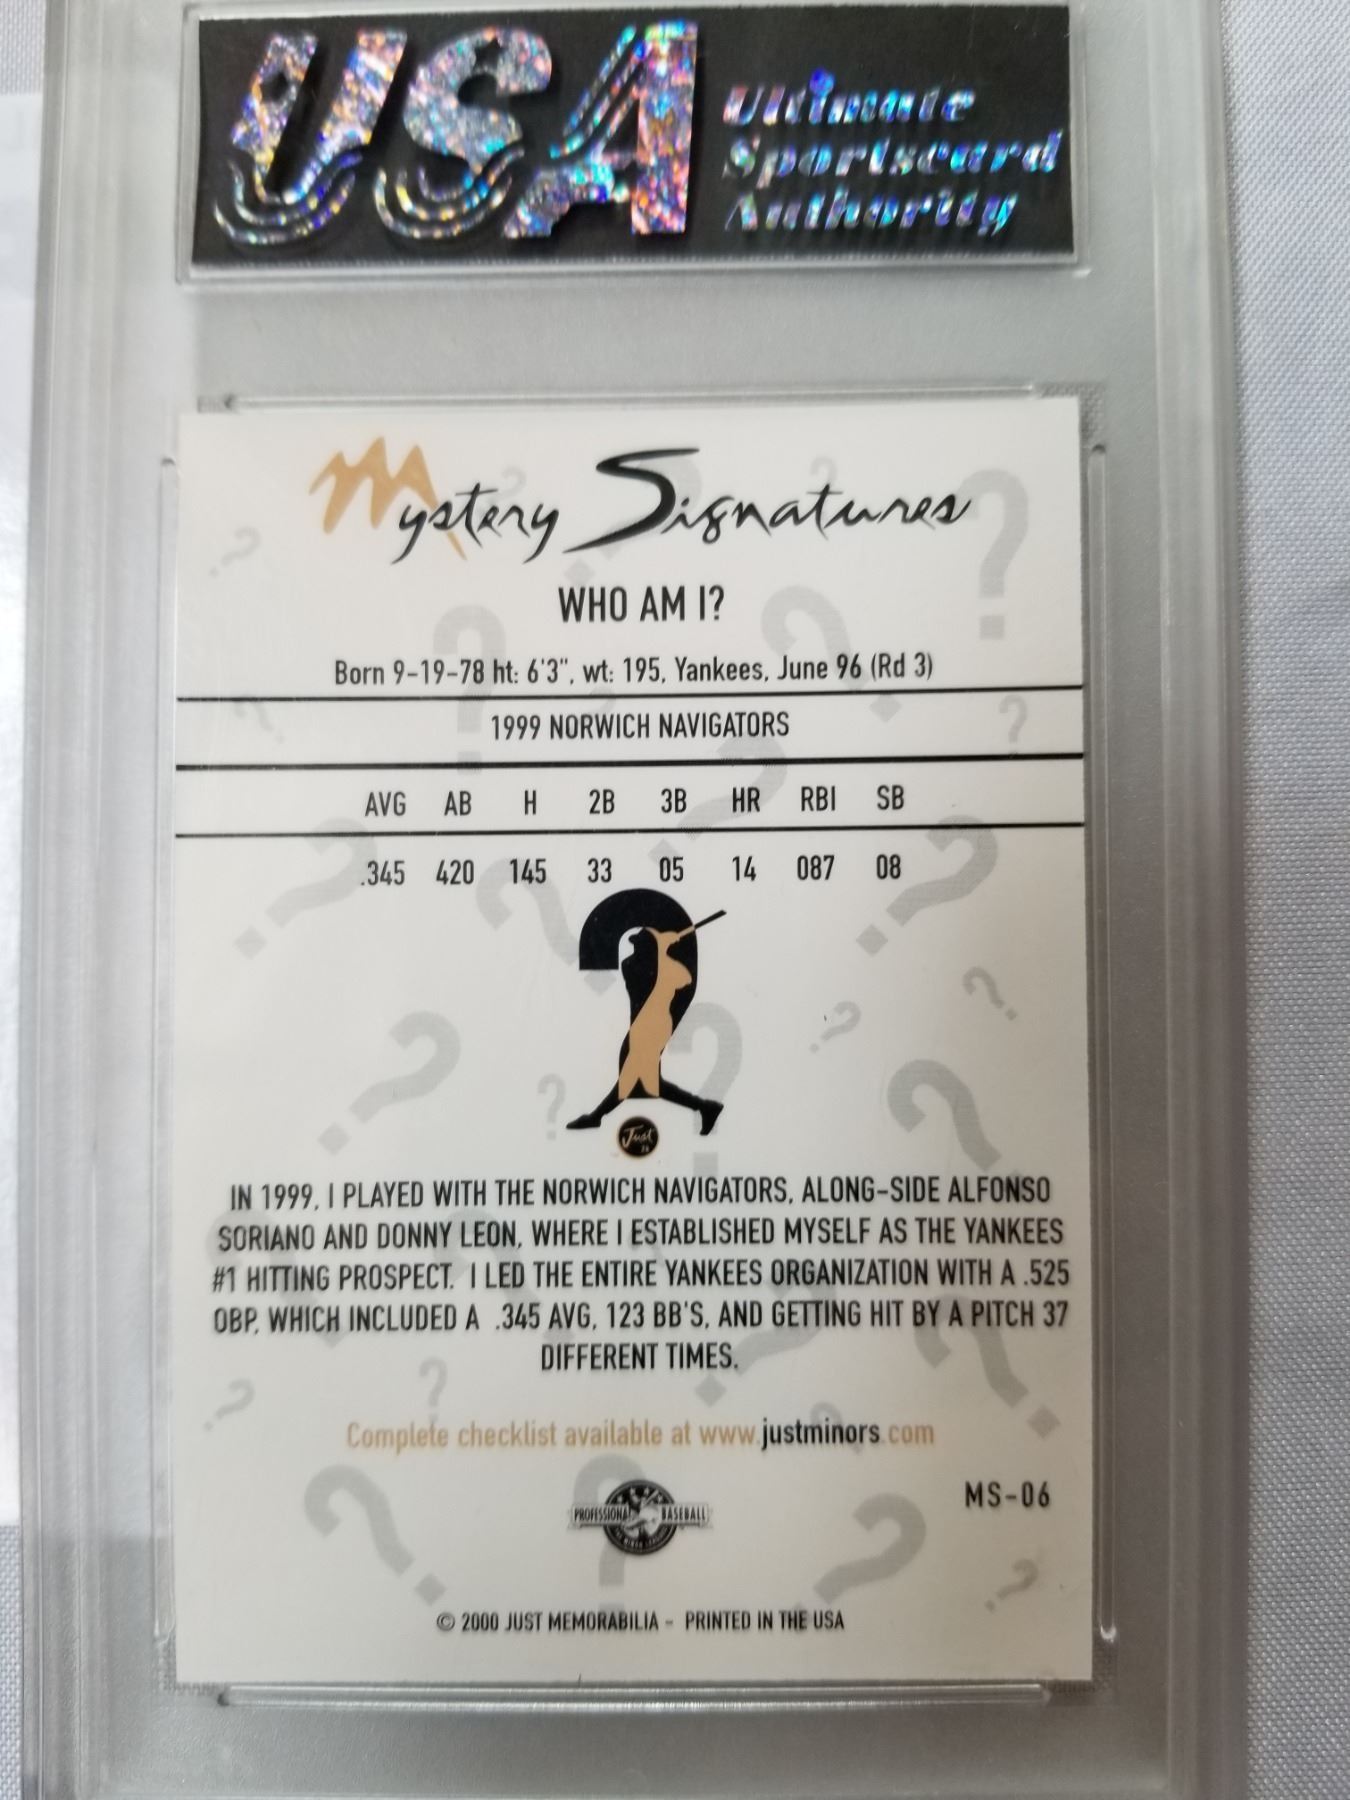 USA
Ultimate
Sportscard
Authority
Mystery Signatures
WHO AM I?
Born 9-19-78 ht: 6'3", wt: 195, Yankees, June 96 (Rd 3)
1999 NORWICH NAVIGATORS
AVG AB H 2B 3B HR RBI SB
.345 420 145 33 05 14 087 08
Just
IN 1999, I PLAYED WITH THE NORWICH NAVIGATORS, ALONG-SIDE ALFONSO
SORIANO AND DONNY LEON, WHERE I ESTABLISHED MYSELF AS THE YANKEES
#1 HITTING PROSPECT. I LED THE ENTIRE YANKEES ORGANIZATION WITH A .525
OBP, WHICH INCLUDED A .345 AVG, 123 BB'S, AND GETTING HIT BY A PITCH 37
DIFFERENT TIMES.
Complete checklist available at www.justminors.com
MS-06
PROFESSIONAL BASEBALL
© 2000 JUST MEMORABILIA - PRINTED IN THE USA